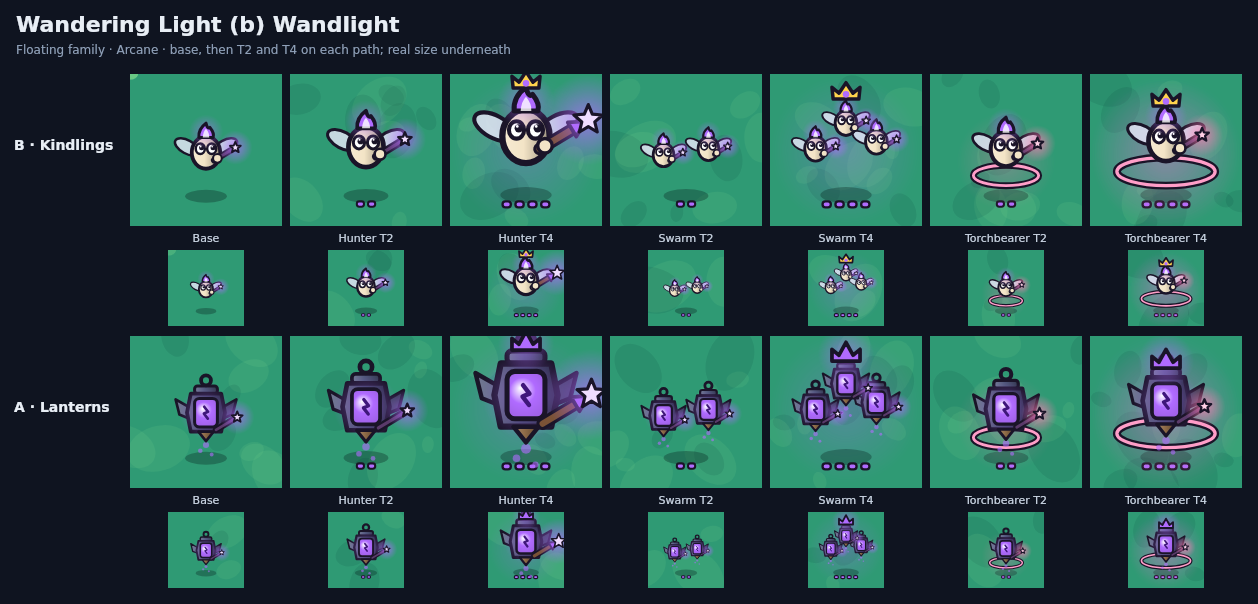 Wandering Light (b) Wandlight
Floating family · Arcane · base, then T2 and T4 on each path; real size underneath
B · Kindlings
Base
Hunter T2
Hunter T4
Swarm T2
Swarm T4
Torchbearer T2
Torchbearer T4
A · Lanterns
Base
Hunter T2
Hunter T4
Swarm T2
Swarm T4
Torchbearer T2
Torchbearer T4